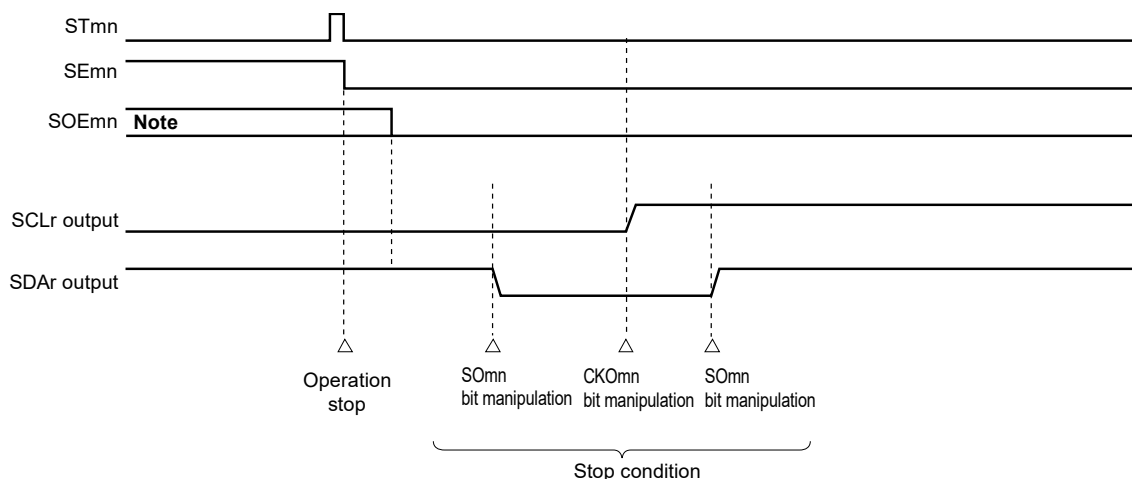 STmn
SEmn
SOEmn Note
SCLr output
SDAr output
Operation
stop
SOmn
bit manipulation
CKOmn
bit manipulation
SOmn
bit manipulation
Stop condition